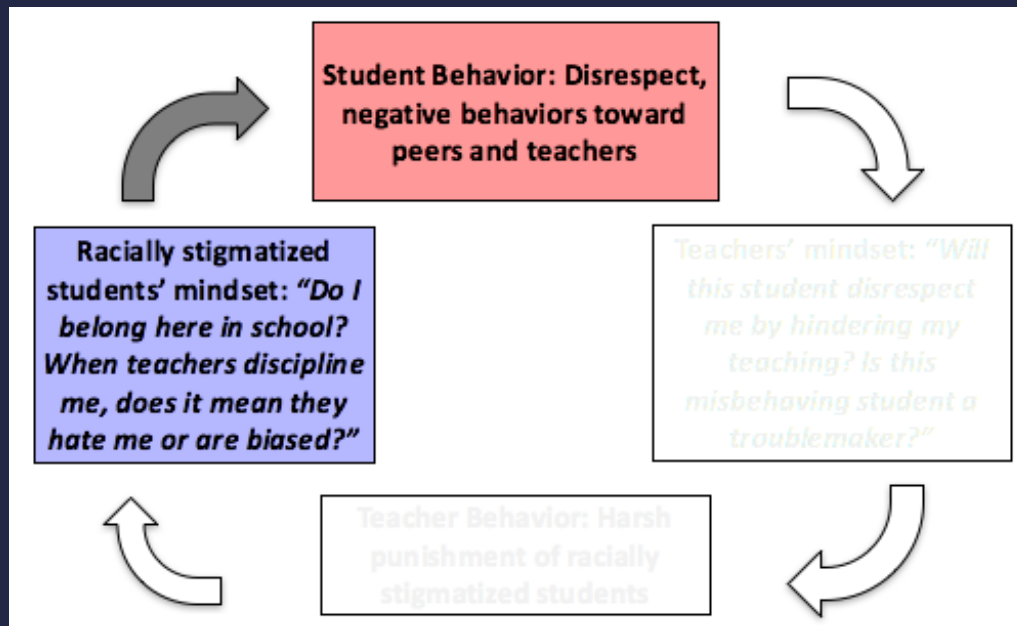 Student Behavior: Disrespect,
negative behaviors toward
peers and teachers
Racially stigmatized
students’ mindset: “Do I
belong here in school?
When teachers discipline
me, does it mean they
hate me or are biased?”
Teachers’ mindset: “Will
this student disrespect
me by hindering my
teaching? Is this
misbehaving student a
troublemaker?”
Teacher Behavior: Harsh
punishment of racially
stigmatized students